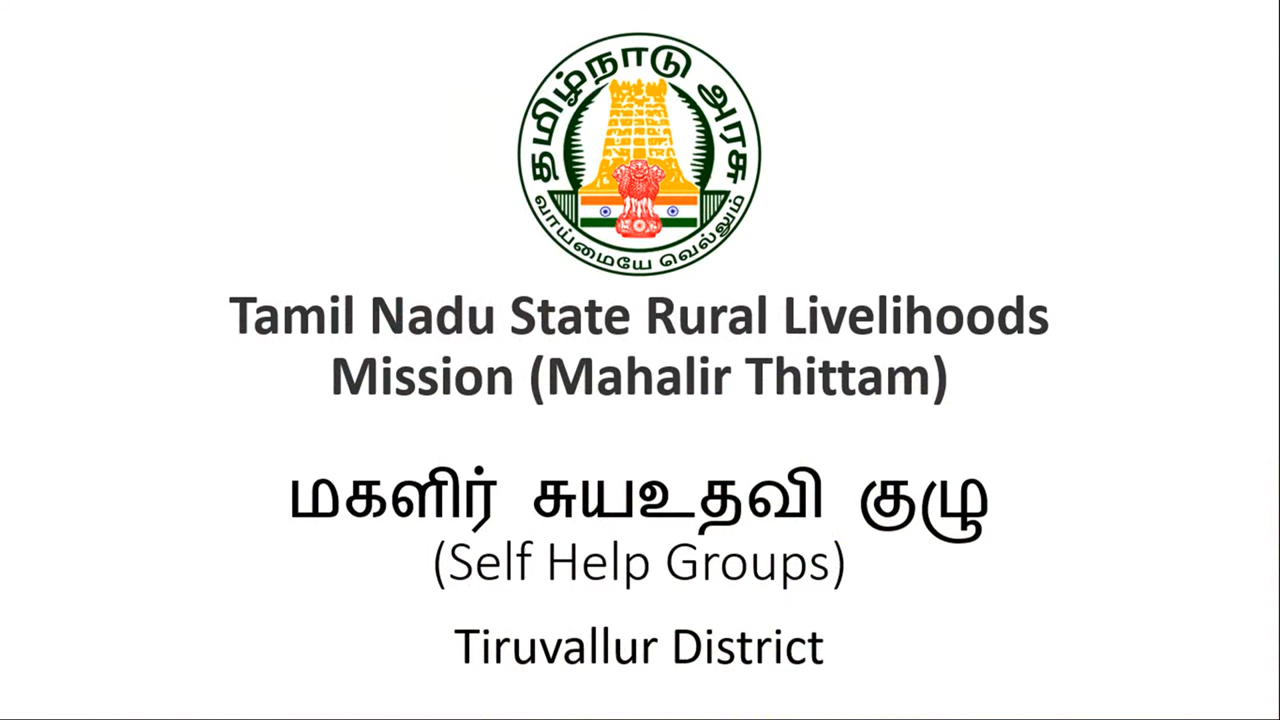 தமிழ்நாடு அரசு
வாய்மையே வெல்லும்
Tamil Nadu State Rural Livelihoods
Mission (Mahalir Thittam)
மகளிர் சுயஉதவி குழு
(Self Help Groups)
Tiruvallur District